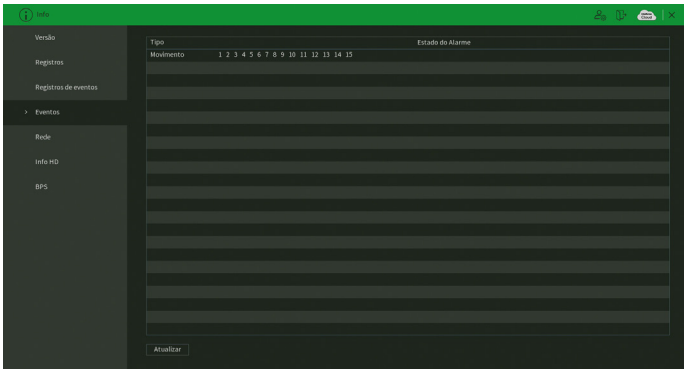 Info
Cloud
Versão
Registros
Registros de eventos
Eventos
Rede
Info HD
BPS
Tipo Estado do Alarme
Movimento 1 2 3 4 5 6 7 8 9 10 11 12 13 14 15
Atualizar